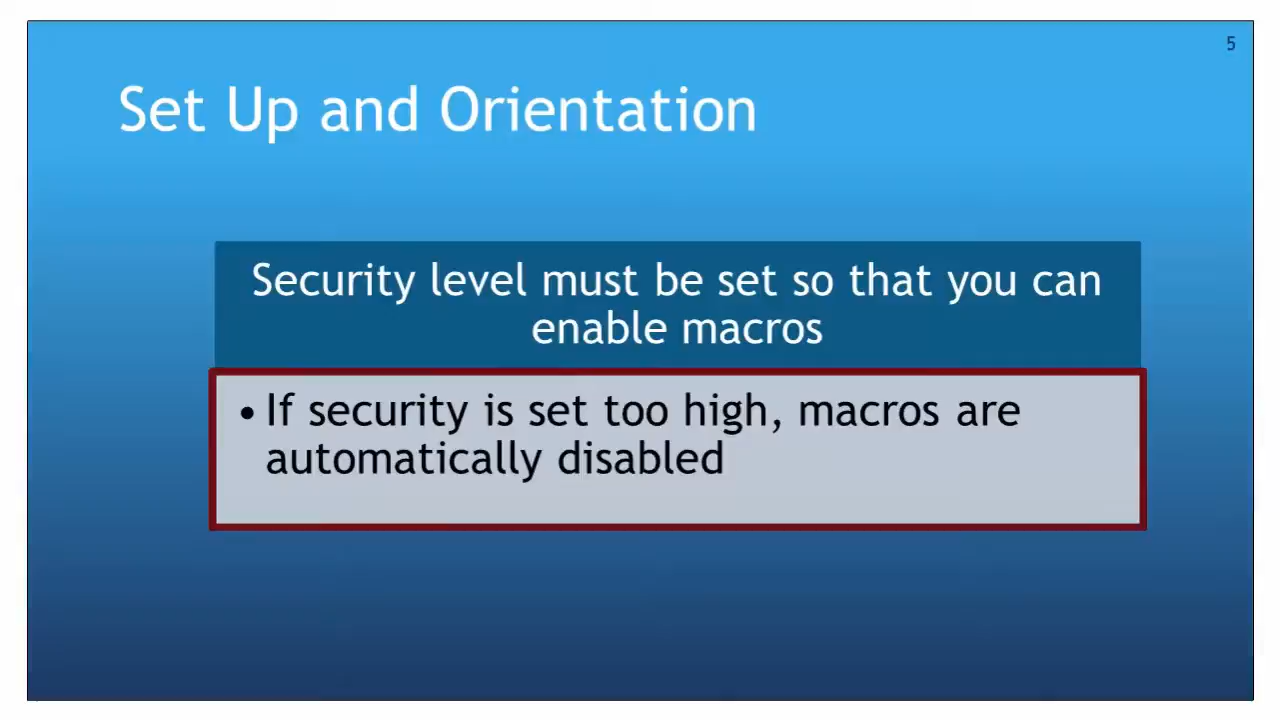 5
Set Up and Orientation
Security level must be set so that you can
enable macros
• If security is set too high, macros are
automatically disabled